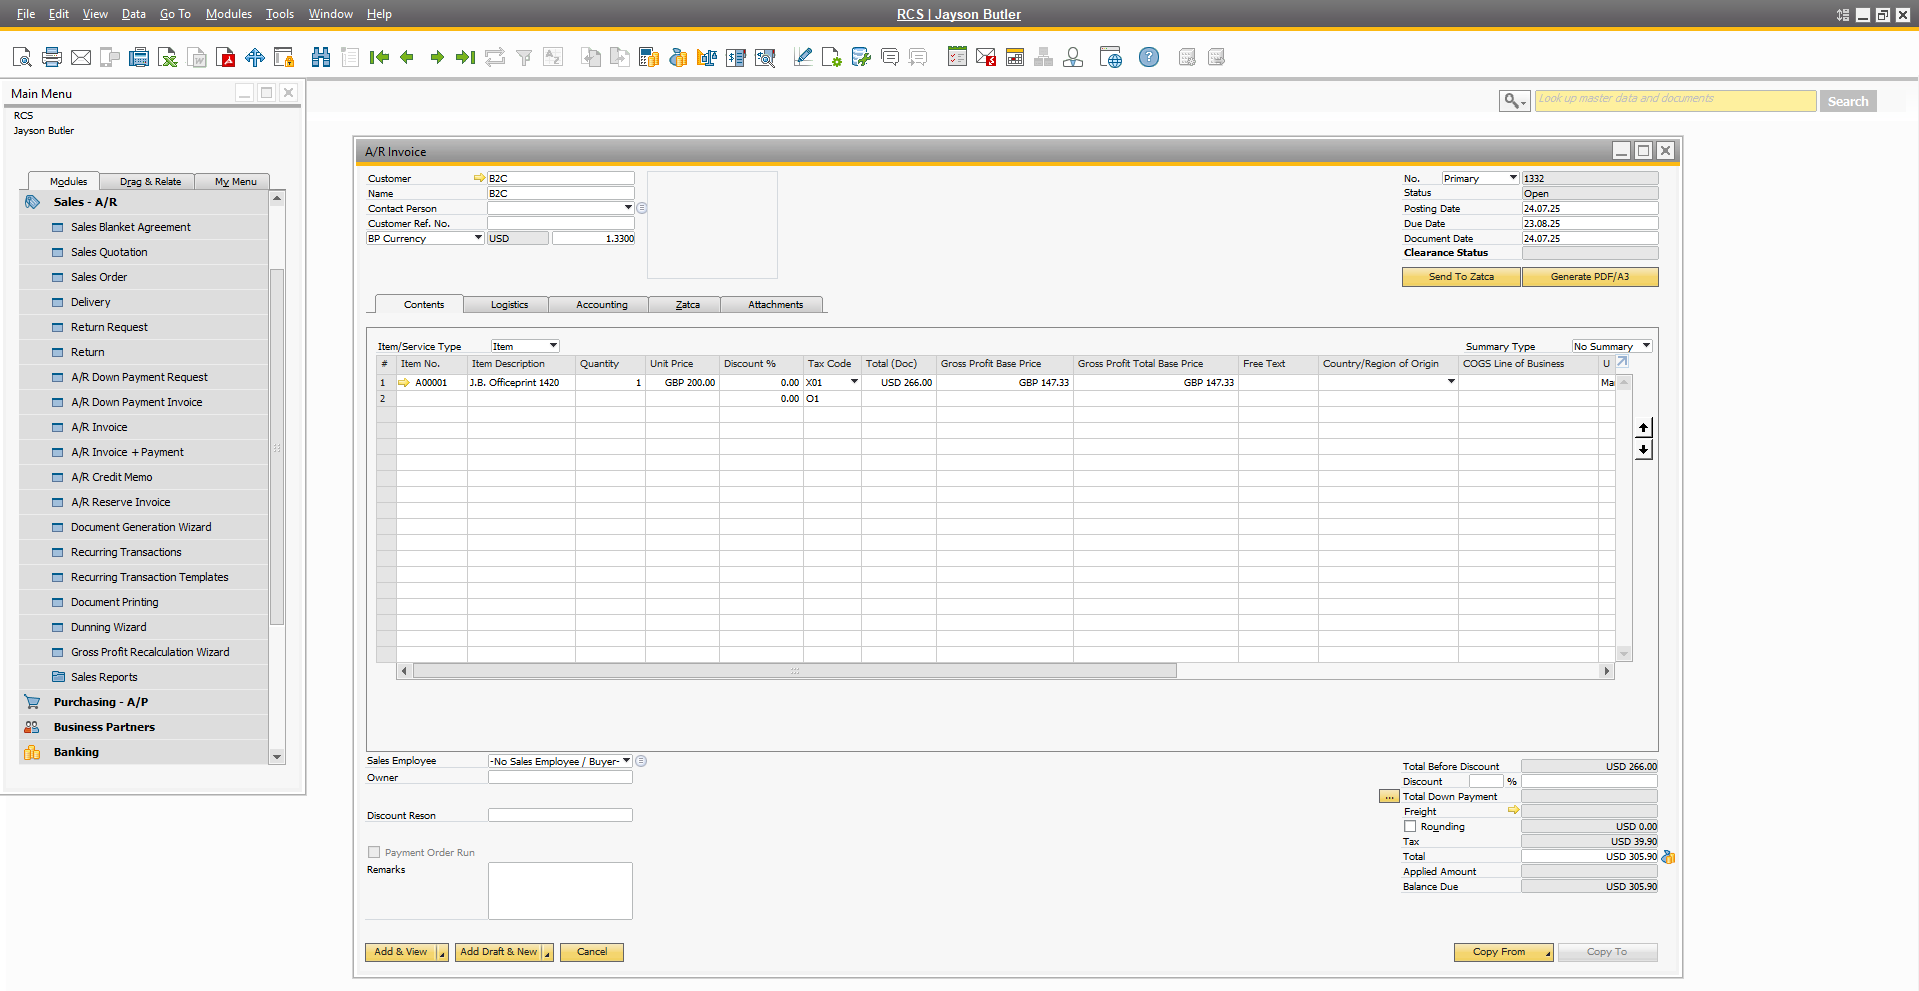 File Edit View Data Go To Modules Tools Window Help
RCS | Jayson Butler
Main Menu
RCS
Jayson Butler
Modules Drag & Relate My Menu
Sales - A/R
Sales Blanket Agreement
Sales Quotation
Sales Order
Delivery
Return Request
Return
A/R Down Payment Request
A/R Down Payment Invoice
A/R Invoice
A/R Invoice + Payment
A/R Credit Memo
A/R Reserve Invoice
Document Generation Wizard
Recurring Transactions
Recurring Transaction Templates
Document Printing
Dunning Wizard
Gross Profit Recalculation Wizard
Sales Reports
Purchasing - A/P
Business Partners
Banking
Look up master data and documents Search
A/R Invoice
Customer B2C
Name B2C
Contact Person
Customer Ref. No.
BP Currency USD 1.3300
No. Primary 1332
Status Open
Posting Date 24.07.25
Due Date 23.08.25
Document Date 24.07.25
Clearance Status
Send To Zatca Generate PDF/A3
Contents Logistics Accounting Zatca Attachments
Item/Service Type Item Summary Type No Summary
# Item No. Item Description Quantity Unit Price Discount % Tax Code Total (Doc) Gross Profit Base Price Gross Profit Total Base Price Free Text Country/Region of Origin COGS Line of Business U
1 A00001 J.B. Officeprint 1420 1 GBP 200.00 0.00 X01 USD 266.00 GBP 147.33 GBP 147.33 Ma
2 0.00 O1
Sales Employee -No Sales Employee / Buyer-
Owner
Discount Reson
Payment Order Run
Remarks
Total Before Discount USD 266.00
Discount %
... Total Down Payment
Freight
Rounding USD 0.00
Tax USD 39.90
Total USD 305.90
Applied Amount
Balance Due USD 305.90
Add & View Add Draft & New Cancel Copy From Copy To